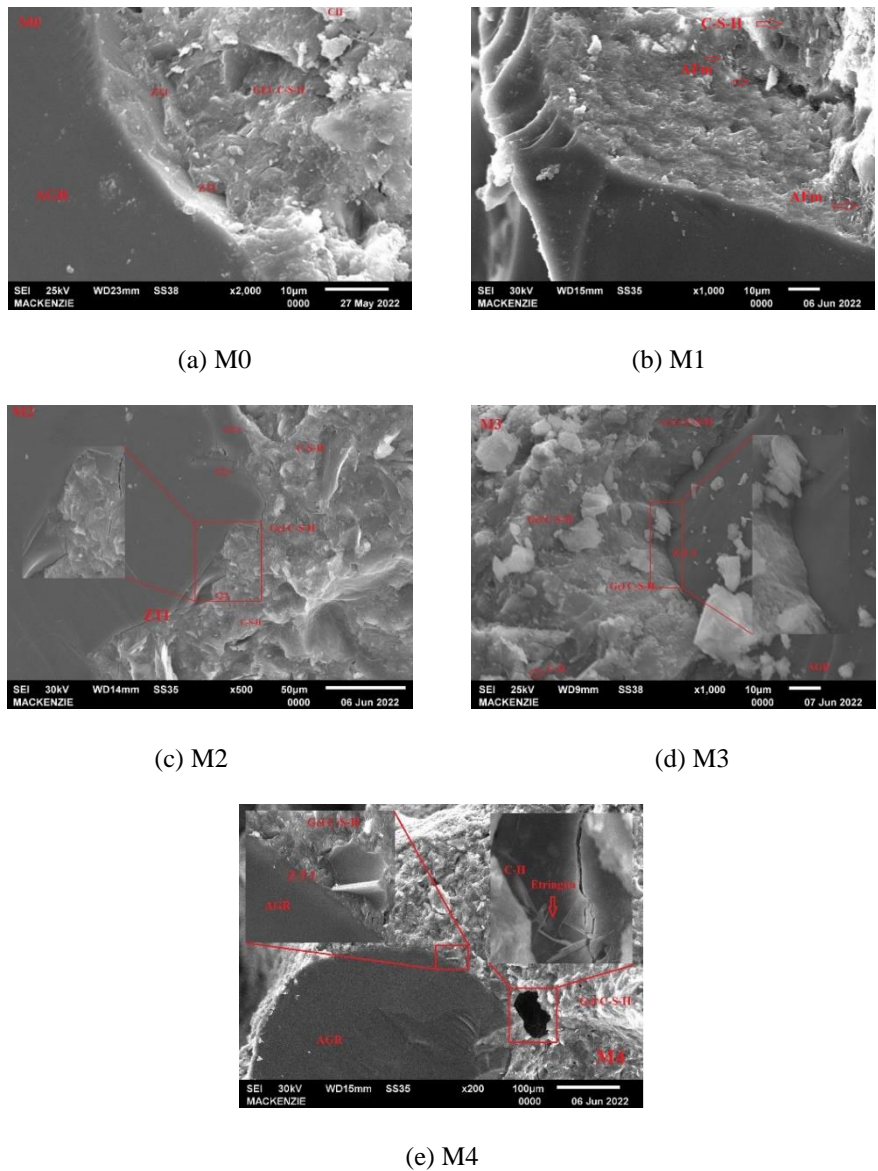 M0
CH
ZTI
GEL C-S-H
ZTI
AGR
SEI 25kV WD23mm SS38 x2,000 10µm
MACKENZIE 0000 27 May 2022
(a) M0
C-S-H
AFm
AFm
SEI 30kV WD15mm SS35 x1,000 10µm
MACKENZIE 0000 06 Jun 2022
(b) M1
M2
C-S-H
Gel C-S-H
ZTI
C-S-H
SEI 30kV WD14mm SS35 x500 50µm
MACKENZIE 0000 06 Jun 2022
(c) M2
M3
Gel C-S-H
Gel C-S-H
AGR
SEI 25kV WD9mm SS38 x1,000 10µm
MACKENZIE 0000 07 Jun 2022
(d) M3
Gel C-S-H
Z-T-I
AGR
C-H
Etringita
Gel C-S-H
AGR
M4
SEI 30kV WD15mm SS35 x200 100µm
MACKENZIE 0000 06 Jun 2022
(e) M4